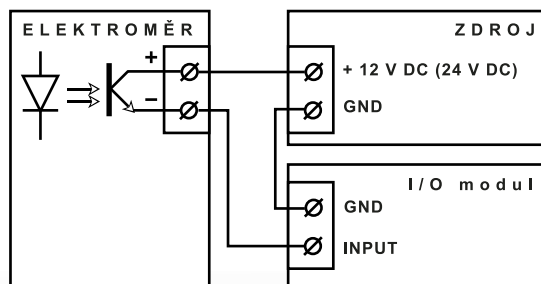 ELEKTROMĚR
+
−
ZDROJ
+ 12 V DC (24 V DC)
GND
I/O modul
GND
INPUT